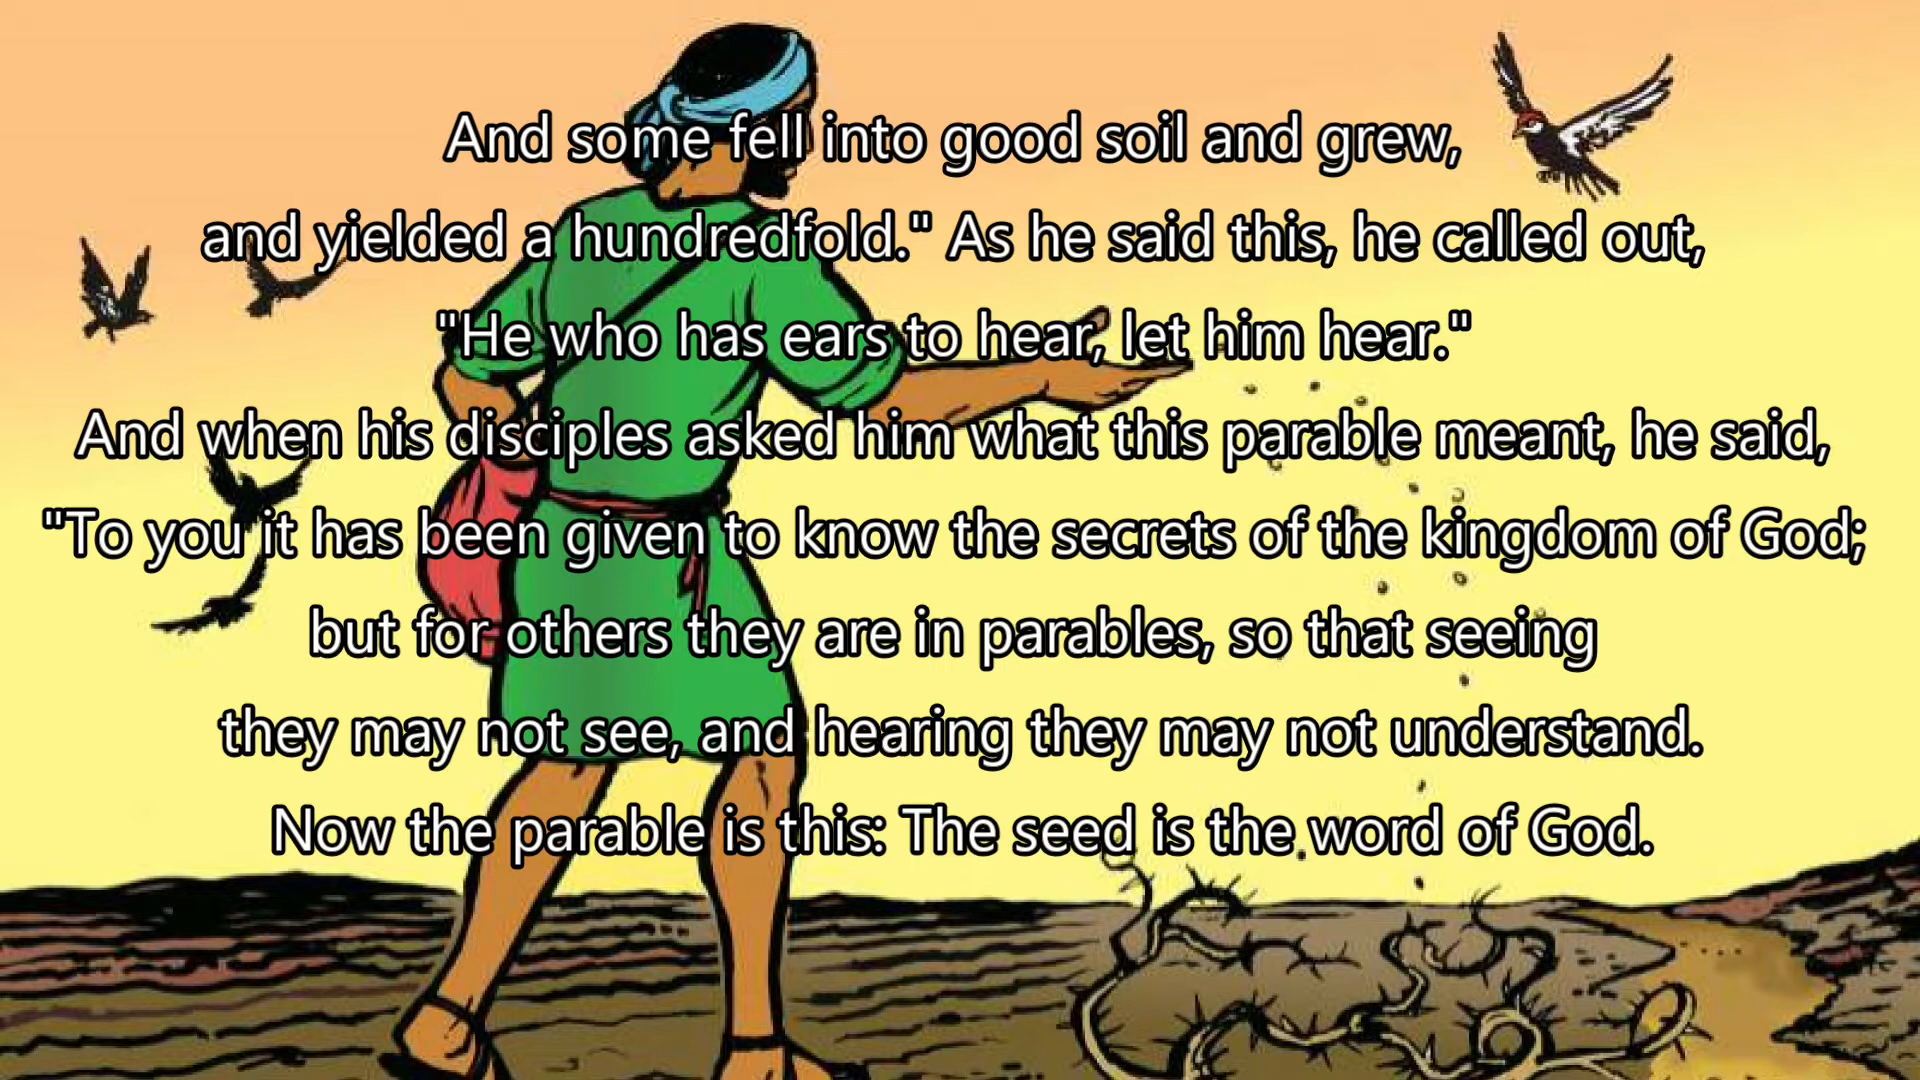 And some fell into good soil and grew,
and yielded a hundredfold." As he said this, he called out,
"He who has ears to hear, let him hear."
And when his disciples asked him what this parable meant, he said,
"To you it has been given to know the secrets of the kingdom of God;
but for others they are in parables, so that seeing
they may not see, and hearing they may not understand.
Now the parable is this: The seed is the word of God.